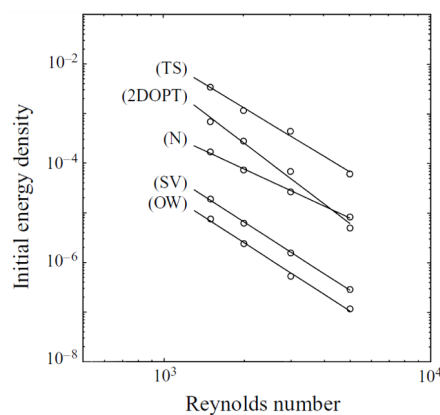 10⁻²
(TS)
(2DOPT)
10⁻⁴
(N)
(SV)
(OW)
10⁻⁶
10⁻⁸
10³
10⁴
Initial energy density
Reynolds number